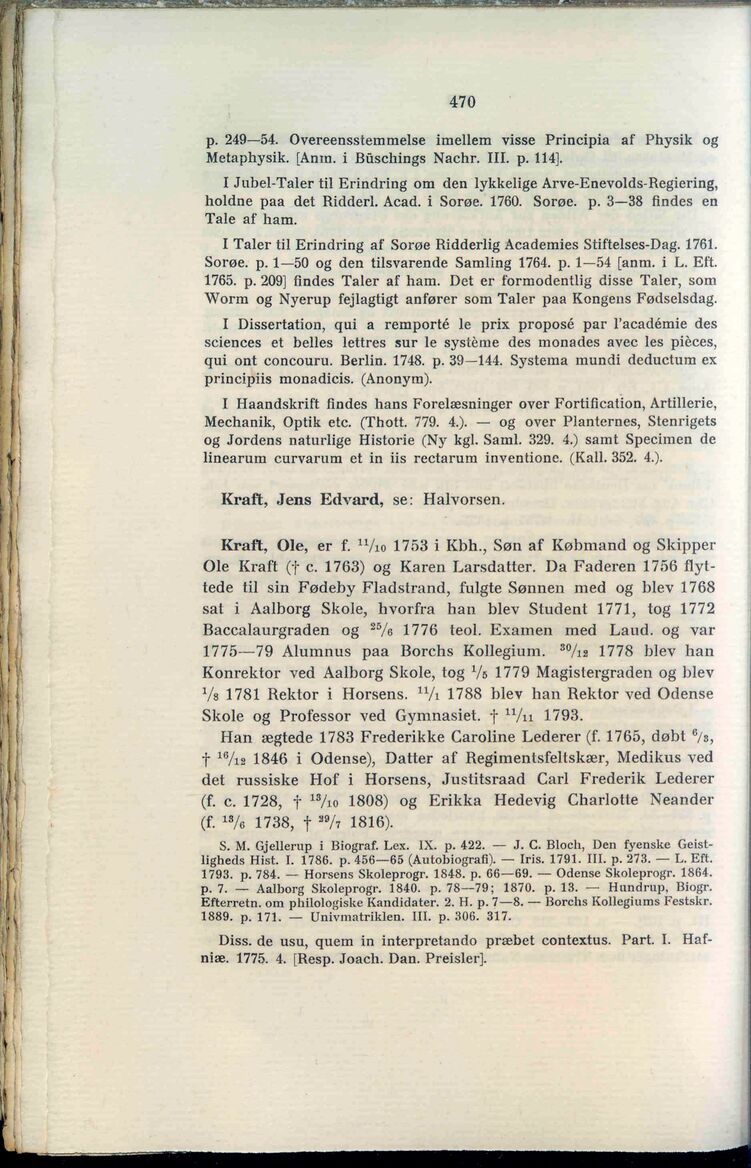 470
p. 249—54. Overeensstemmelse imellem visse Principia af Physik og
Metaphysik. [Anm. i Büschings Nachr. III. p. 114].
I Jubel-Taler til Erindring om den lykkelige Arve-Enevolds-Regiering,
holdne paa det Ridderl. Acad. i Sorøe. 1760. Sorøe. p. 3—38 findes en
Tale af ham.
I Taler til Erindring af Sorøe Ridderlig Academies Stiftelses-Dag. 1761.
Sorøe. p. 1—50 og den tilsvarende Samling 1764. p. 1—54 [anm. i L. Eft.
1765. p. 209] findes Taler af ham. Det er formodentlig disse Taler, som
Worm og Nyerup fejlagtigt anfører som Taler paa Kongens Fødselsdag.
I Dissertation, qui a remporté le prix proposé par l'académie des
sciences et belles lettres sur le système des monades avec les pièces,
qui ont concouru. Berlin. 1748. p. 39—144. Systema mundi deductum ex
principiis monadicis. (Anonym).
I Haandskrift findes hans Forelæsninger over Fortification, Artillerie,
Mechanik, Optik etc. (Thott. 779. 4.). — og over Planternes, Stenrigets
og Jordens naturlige Historie (Ny kgl. Saml. 329. 4.) samt Specimen de
linearum curvarum et in iis rectarum inventione. (Kall. 352. 4.).
Kraft, Jens Edvard, se: Halvorsen.
Kraft, Ole, er f. 11/10 1753 i Kbh., Søn af Købmand og Skipper
Ole Kraft († c. 1763) og Karen Larsdatter. Da Faderen 1756 flyt-
tede til sin Fødeby Fladstrand, fulgte Sønnen med og blev 1768
sat i Aalborg Skole, hvorfra han blev Student 1771, tog 1772
Baccalaurgraden og 25/6 1776 teol. Examen med Laud. og var
1775—79 Alumnus paa Borchs Kollegium. 30/12 1778 blev han
Konrektor ved Aalborg Skole, tog 1/5 1779 Magistergraden og blev
1/8 1781 Rektor i Horsens. 11/1 1788 blev han Rektor ved Odense
Skole og Professor ved Gymnasiet. † 11/11 1793.
Han ægtede 1783 Frederikke Caroline Lederer (f. 1765, døbt 6/3,
† 16/12 1846 i Odense), Datter af Regimentsfeltskær, Medikus ved
det russiske Hof i Horsens, Justitsraad Carl Frederik Lederer
(f. c. 1728, † 13/10 1808) og Erikka Hedevig Charlotte Neander
(f. 13/6 1738, † 29/7 1816).
S. M. Gjellerup i Biograf. Lex. IX. p. 422. — J. C. Bloch, Den fyenske Geist-
ligheds Hist. I. 1786. p. 456—65 (Autobiografi). — Iris. 1791. III. p. 273. — L. Eft.
1793. p. 784. — Horsens Skoleprogr. 1848. p. 66—69. — Odense Skoleprogr. 1864.
p. 7. — Aalborg Skoleprogr. 1840. p. 78—79; 1870. p. 13. — Hundrup, Biogr.
Efterretn. om philologiske Kandidater. 2. H. p. 7—8. — Borchs Kollegiums Festskr.
1889. p. 171. — Univmatriklen. III. p. 306. 317.
Diss. de usu, quem in interpretando præbet contextus. Part. I. Haf-
niæ. 1775. 4. [Resp. Joach. Dan. Preisler].